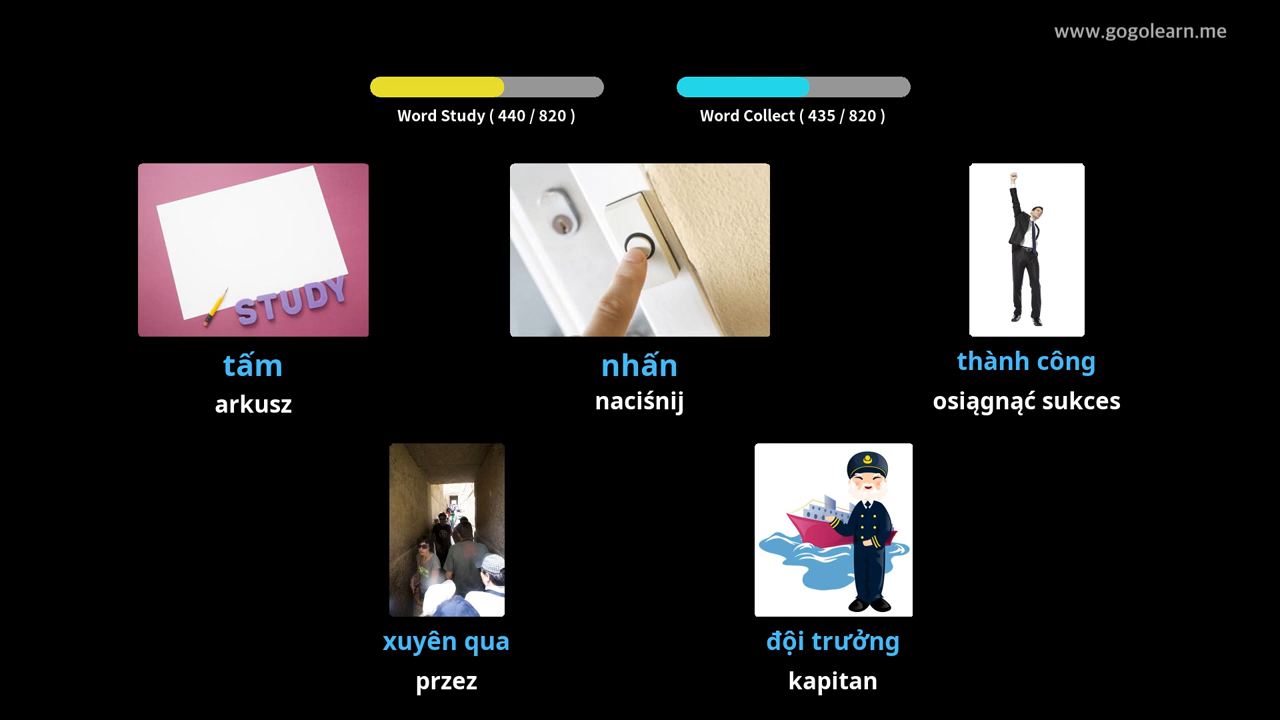 www.gogolearn.me
Word Study ( 440 / 820 )
Word Collect ( 435 / 820 )
STUDY
tấm
nhấn
thành công
arkusz
naciśnij
osiągnąć sukces
xuyên qua
đội trưởng
przez
kapitan